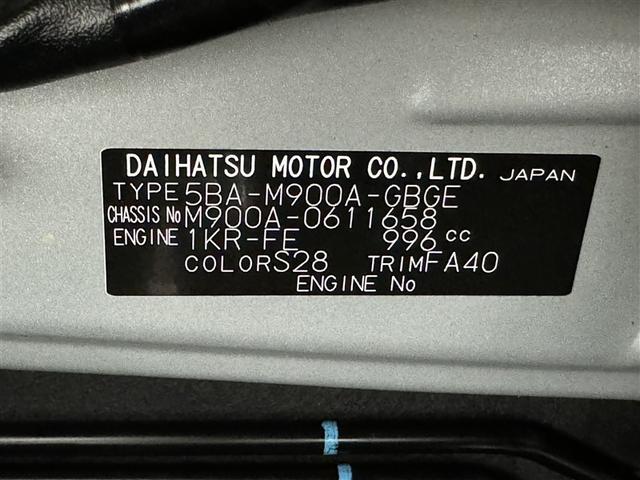 DAIHATSU MOTOR CO.,LTD. JAPAN
TYPE 5BA-M900A-GBGE
CHASSIS No M900A-0611658
ENGINE 1KR-FE 996 cc
COLOR S28 TRIM FA40
ENGINE No